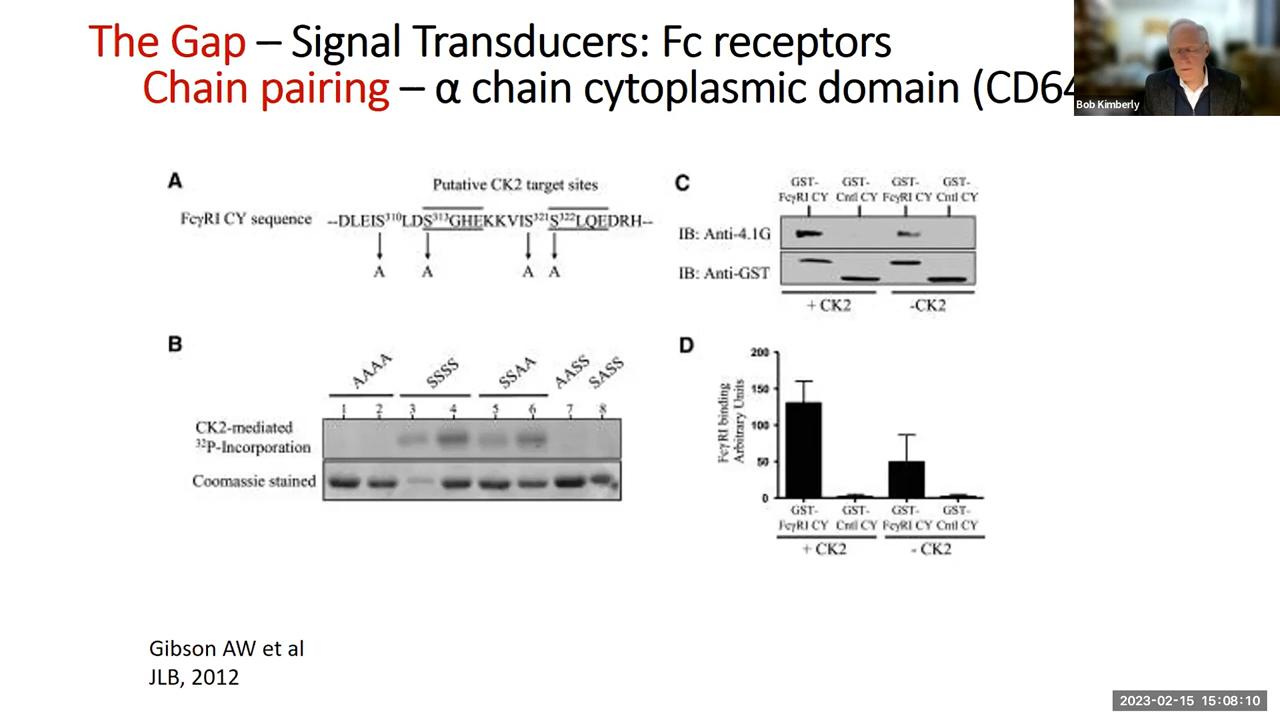 The Gap – Signal Transducers: Fc receptors
Chain pairing – α chain cytoplasmic domain (CD64
Bob Kimberly
A
Putative CK2 target sites
FcγRI CY sequence --DLEIS³¹⁰LDS³¹³GHEKKVIS³²¹S³²²LQEDRH--
A A A A
B
AAAA SSSS SSAA AASS SASS
1 2 3 4 5 6 7 8
CK2-mediated
³²P-Incorporation
Coomassie stained
C
GST- GST- GST- GST-
FcγRI CY Cntl CY FcγRI CY Cntl CY
IB: Anti-4.1G
IB: Anti-GST
+ CK2 -CK2
D
FcγRI binding
Arbitrary Units
200
150
100
50
0
GST- GST- GST- GST-
FcγRI CY Cntl CY FcγRI CY Cntl CY
+ CK2 - CK2
Gibson AW et al
JLB, 2012
2023-02-15 15:08:10